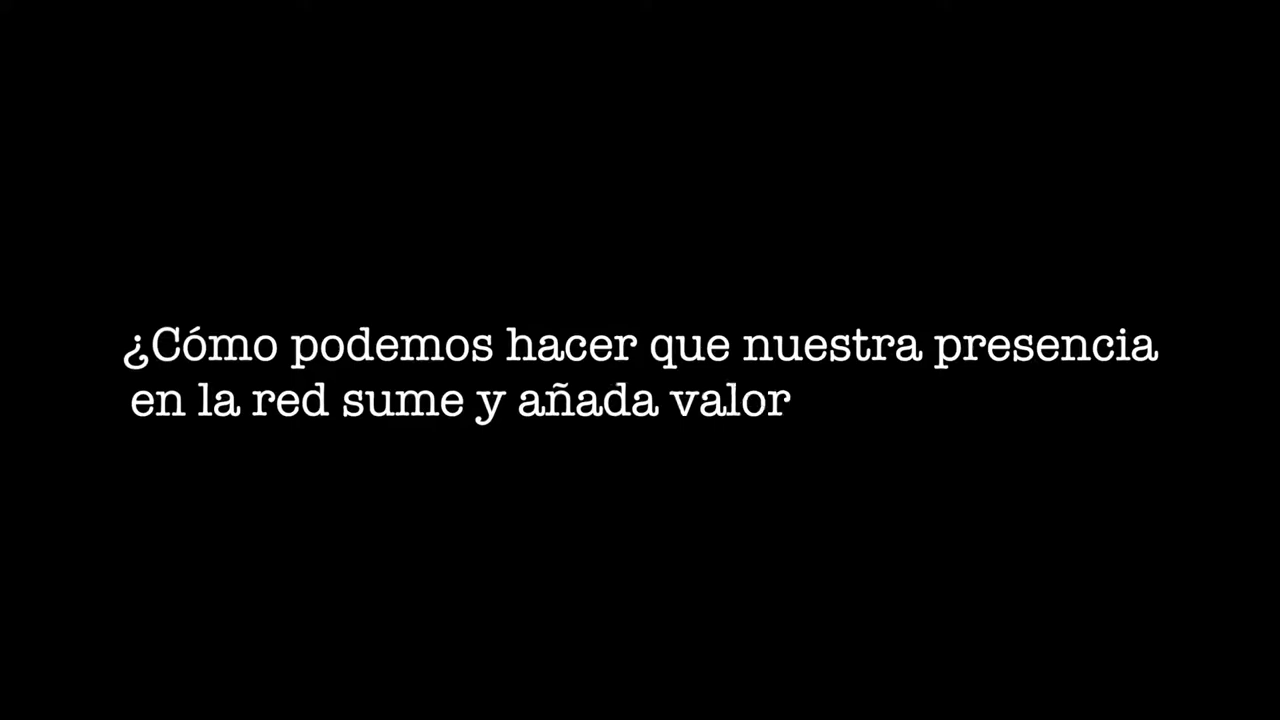 ¿Cómo podemos hacer que nuestra presencia
en la red sume y añada valor